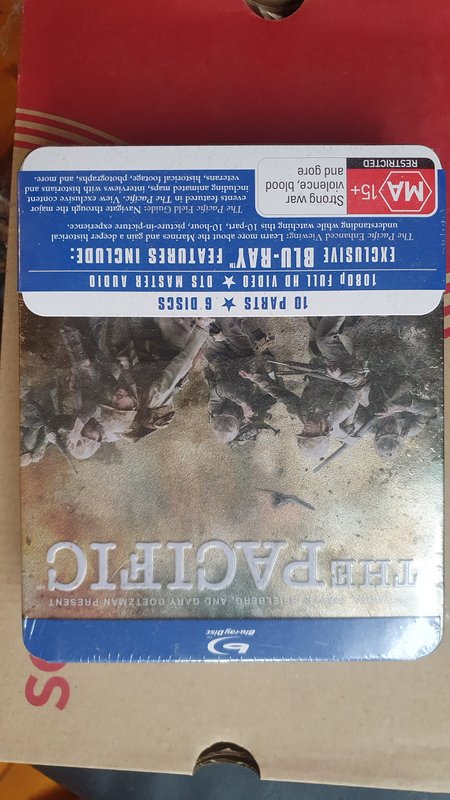 Blu-ray Disc
STEVEN SPIELBERG, AND GARY GOETZMAN PRESENT
THE PACIFIC
10 PARTS ★ 6 DISCS
1080p FULL HD VIDEO ★ DTS MASTER AUDIO
EXCLUSIVE BLU-RAY™ FEATURES INCLUDE:
The Pacific Enhanced Viewing: Learn more about the Marines and gain a deeper historical
understanding while watching this 10-part, 10-hour, picture-in-picture experience.
The Pacific Field Guide: Navigate through the major
events featured in The Pacific. View exclusive content
including animated maps, interviews with historians and
veterans, historical footage, photographs, and more.
MA 15+
Strong war
violence, blood
and gore
RESTRICTED